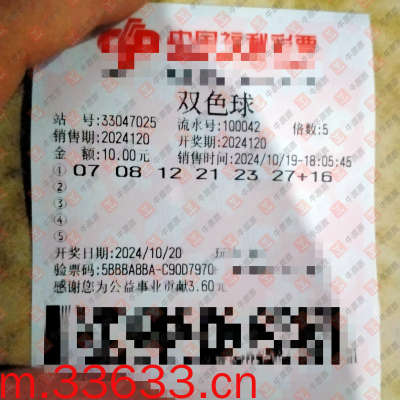 中国福利彩票
双色球
站 号:33047025 流水号:100042 倍数:5
销售期:2024120 开奖期:2024120
金 额:10.00元 销售时间:2024/10/19-18:05:45
① 07 08 12 21 23 27+16
②
③
④
⑤
开奖日期:2024/10/20
验票码:5BBBA8BA-C90D7970
感谢您为公益事业贡献3.60元
m.33633.cn